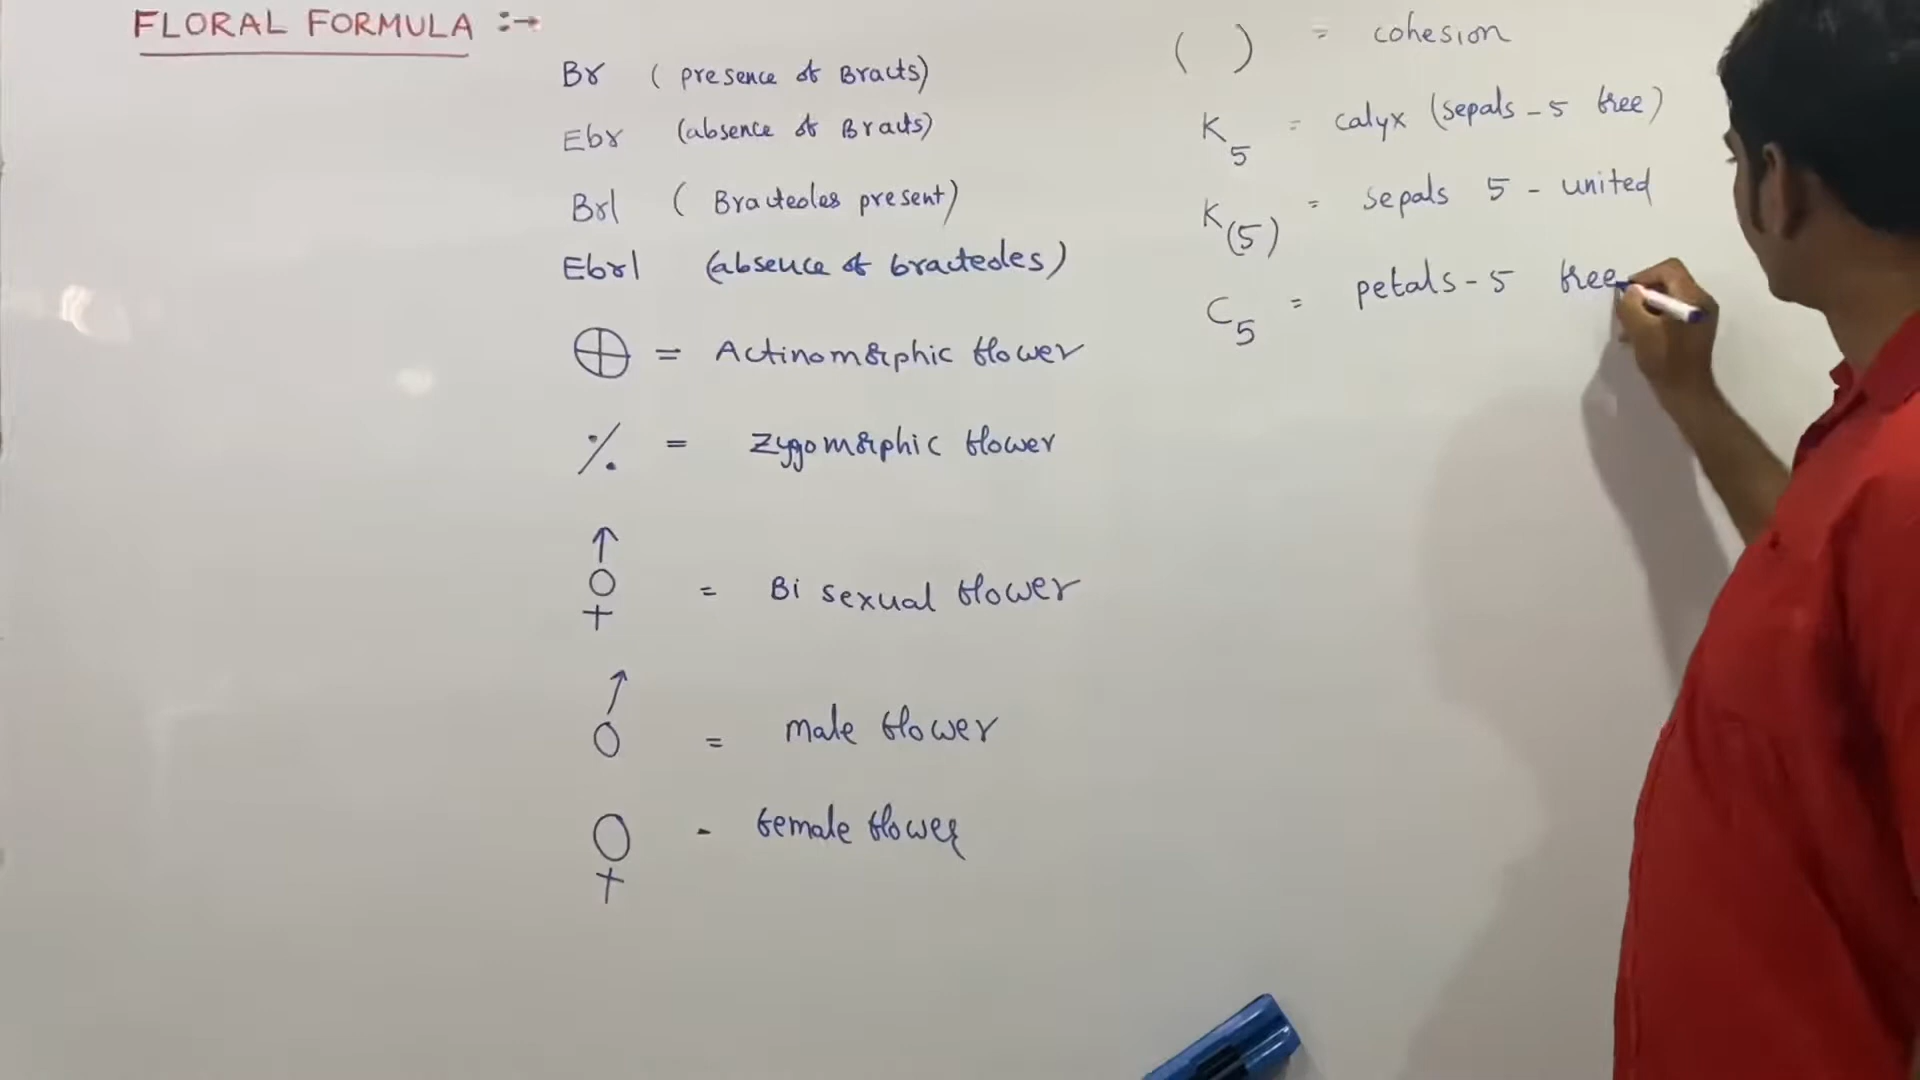 FLORAL FORMULA :→
Br ( presence of Bracts)
Ebr (absence of Bracts)
Brl ( Bracteoles present)
Ebrl (absence of bracteoles)
⊕ = Actinomorphic flower
% = Zygomorphic flower
⚥ = Bi sexual flower
♂ = male flower
♀ - female flower
( ) = cohesion
K5 = calyx (sepals - 5 free)
K(5) = sepals 5 - united
C5 = petals - 5 free